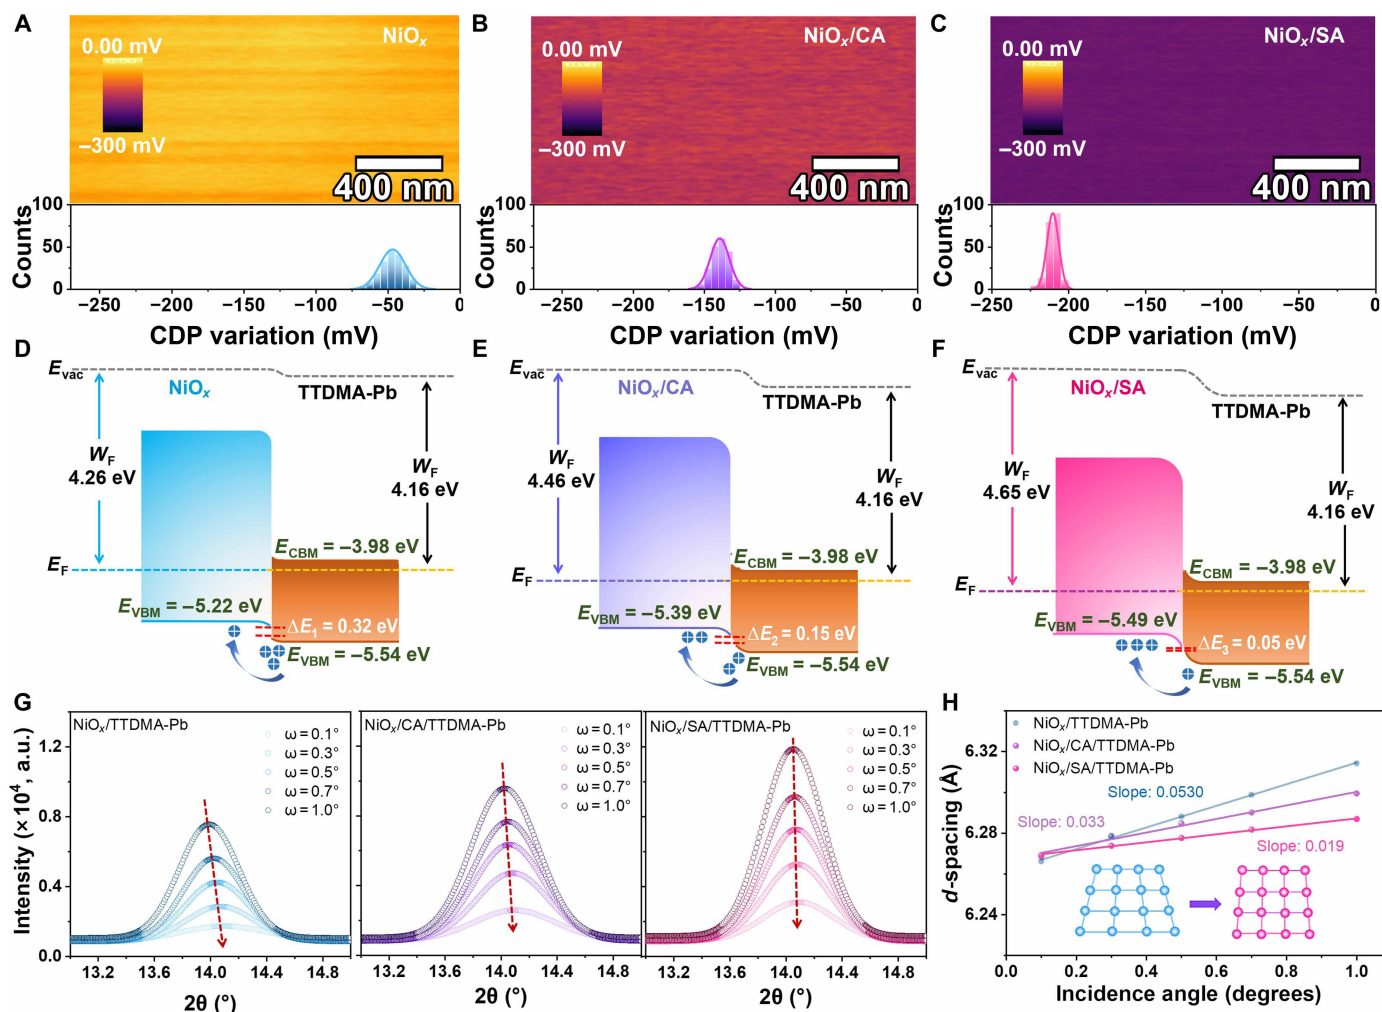 A
NiOx
0.00 mV
−300 mV
400 nm
Counts
100
50
0
−250
−200
−150
−100
−50
0
CDP variation (mV)
B
NiOx/CA
0.00 mV
−300 mV
400 nm
Counts
100
50
0
−250
−200
−150
−100
−50
0
CDP variation (mV)
C
NiOx/SA
0.00 mV
−300 mV
400 nm
Counts
100
50
0
−250
−200
−150
−100
−50
0
CDP variation (mV)
D
Evac
NiOx
TTDMA-Pb
WF
4.26 eV
WF
4.16 eV
ECBM = −3.98 eV
EF
EVBM = −5.22 eV
ΔE1 = 0.32 eV
EVBM = −5.54 eV
E
Evac
NiOx/CA
TTDMA-Pb
WF
4.46 eV
WF
4.16 eV
ECBM = −3.98 eV
EF
EVBM = −5.39 eV
ΔE2 = 0.15 eV
EVBM = −5.54 eV
F
Evac
NiOx/SA
TTDMA-Pb
WF
4.65 eV
WF
4.16 eV
ECBM = −3.98 eV
EF
EVBM = −5.49 eV
ΔE3 = 0.05 eV
EVBM = −5.54 eV
G
Intensity (× 10⁴, a.u.)
1.2
0.8
0.4
0.0
NiOx/TTDMA-Pb
ω = 0.1°
ω = 0.3°
ω = 0.5°
ω = 0.7°
ω = 1.0°
13.2
14.0
14.8
2θ (°)
NiOx/CA/TTDMA-Pb
ω = 0.1°
ω = 0.3°
ω = 0.5°
ω = 0.7°
ω = 1.0°
13.2
14.0
14.8
2θ (°)
NiOx/SA/TTDMA-Pb
ω = 0.1°
ω = 0.3°
ω = 0.5°
ω = 0.7°
ω = 1.0°
13.6
14.0
14.8
13.2
2θ (°)
H
d-spacing (Å)
6.32
6.28
6.24
NiOx/TTDMA-Pb
NiOx/CA/TTDMA-Pb
NiOx/SA/TTDMA-Pb
Slope: 0.0530
Slope: 0.033
Slope: 0.019
0.0
0.2
0.4
0.6
0.8
1.0
Incidence angle (degrees)